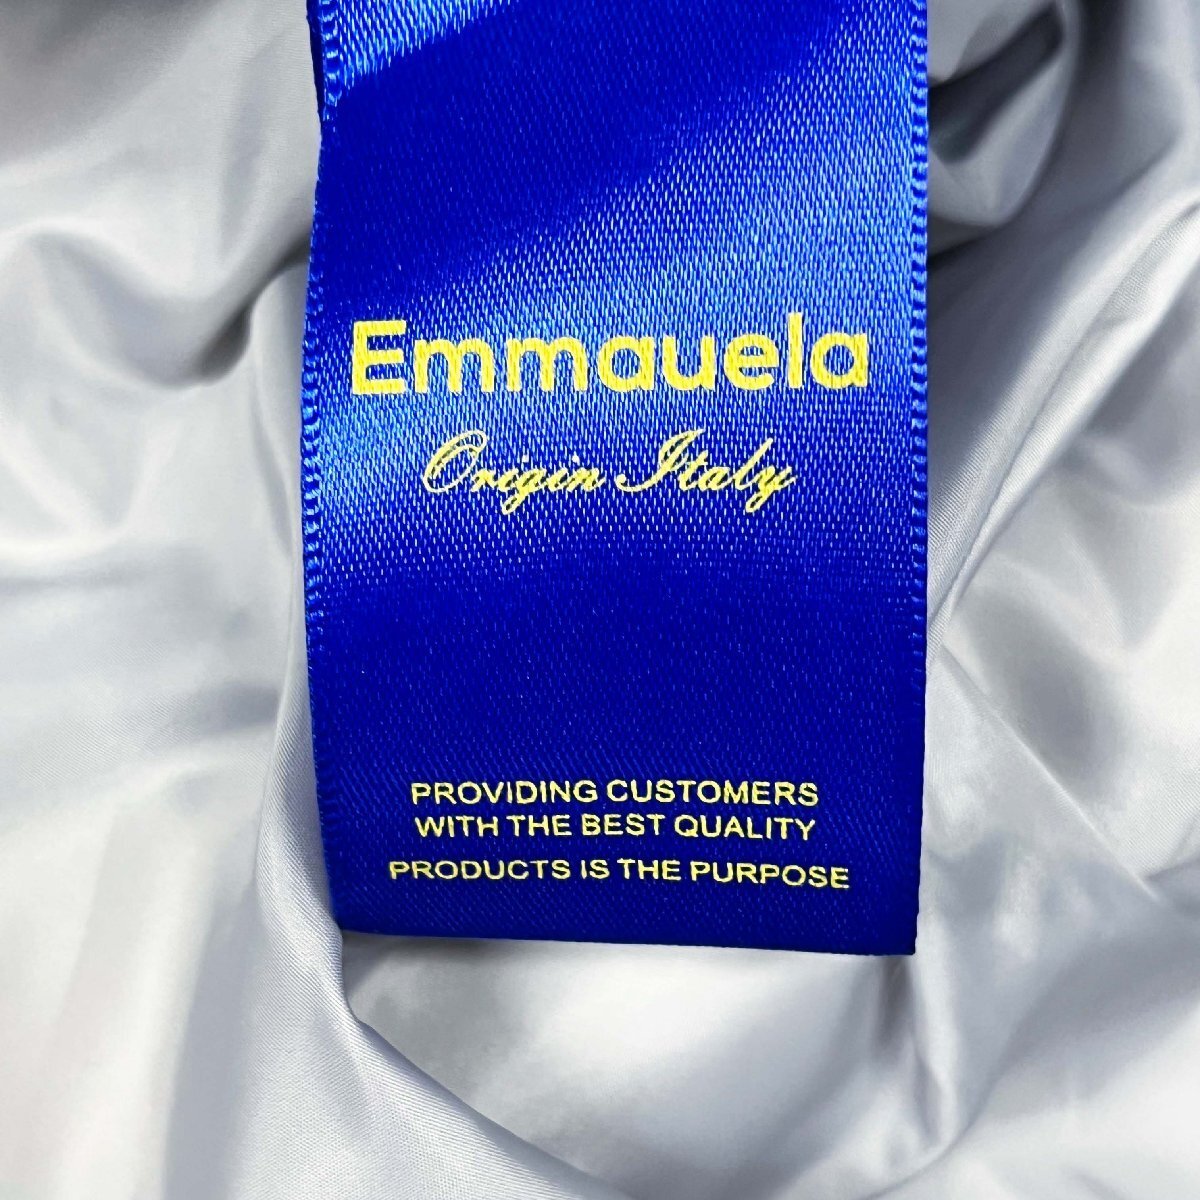 Emmauela
Origin Italy
PROVIDING CUSTOMERS
WITH THE BEST QUALITY
PRODUCTS IS THE PURPOSE